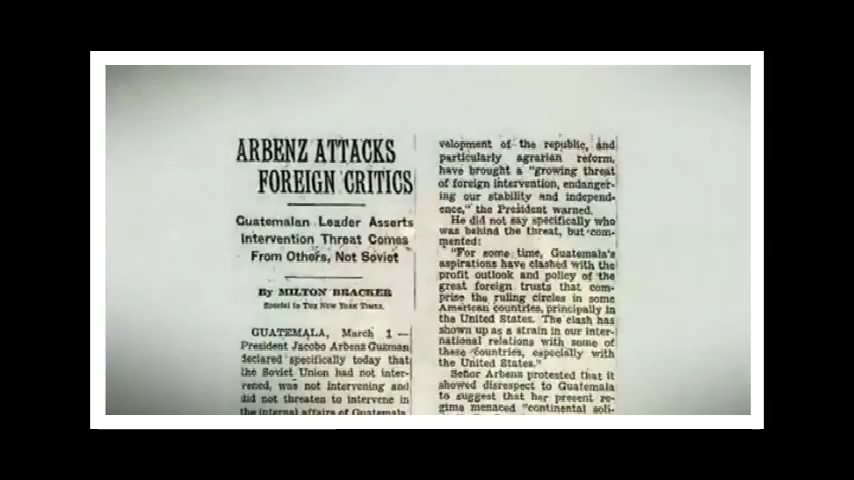 ARBENZ ATTACKS
FOREIGN CRITICS
Guatemalan Leader Asserts
Intervention Threat Comes
From Others, Not Soviet
By MILTON BRACKER
Special to THE NEW YORK TIMES.
GUATEMALA, March 1 —
President Jacobo Arbenz Guzman
declared specifically today that
the Soviet Union had not inter-
vened, was not intervening and
did not threaten to intervene in
the internal affairs of Guatemala
velopment of the republic, and
particularly agrarian reform,
have brought a "growing threat
of foreign intervention, endanger-
ing our stability and independ-
ence," the President warned.
He did not say specifically who
was behind the threat, but com-
mented:
"For some time, Guatemala's
aspirations have clashed with the
profit outlook and policy of the
great foreign trusts that com-
prise the ruling circles in some
American countries, principally in
the United States. The clash has
shown up as a strain in our inter-
national relations with some of
these countries, especially with
the United States."
Señor Arbenz protested that it
showed disrespect to Guatemala
to suggest that her present re-
gime menaced "continental soli-